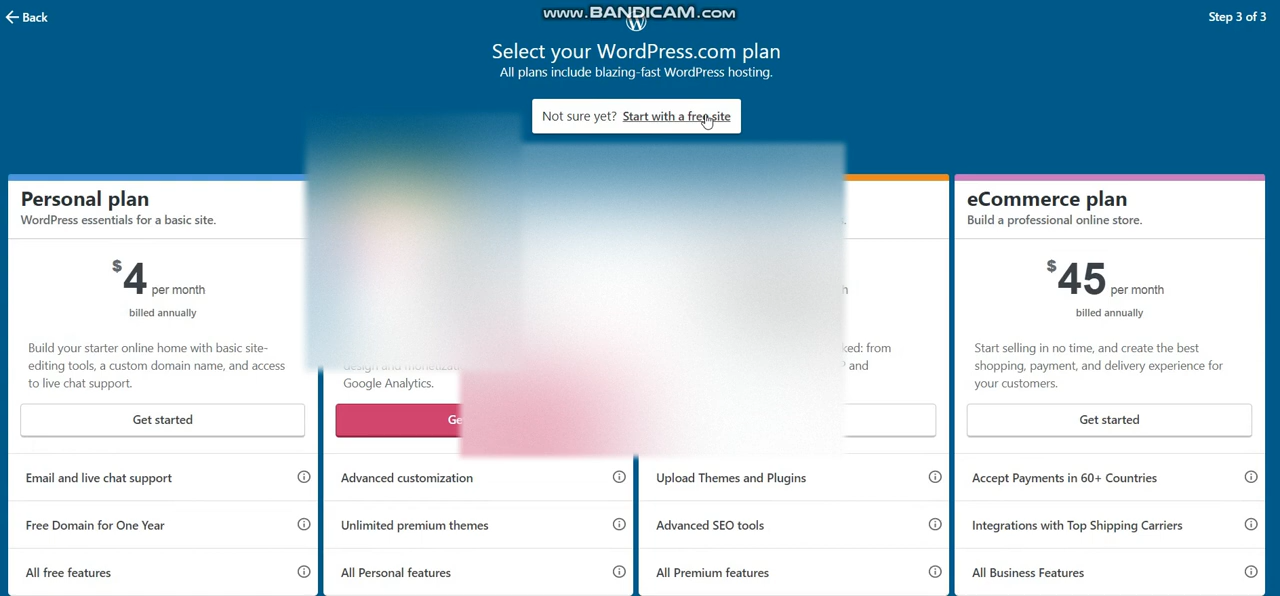 Back
www.BANDICAM.com
Step 3 of 3
Select your WordPress.com plan
All plans include blazing-fast WordPress hosting.
Not sure yet? Start with a free site
Personal plan
WordPress essentials for a basic site.
$4 per month
billed annually
Build your starter online home with basic site-
editing tools, a custom domain name, and access
to live chat support.
Get started
Email and live chat support
Free Domain for One Year
All free features
design and
Google Analytics.
Advanced customization
Unlimited premium themes
All Personal features
from
and
Upload Themes and Plugins
Advanced SEO tools
All Premium features
eCommerce plan
Build a professional online store.
$45 per month
billed annually
Start selling in no time, and create the best
shopping, payment, and delivery experience for
your customers.
Get started
Accept Payments in 60+ Countries
Integrations with Top Shipping Carriers
All Business Features